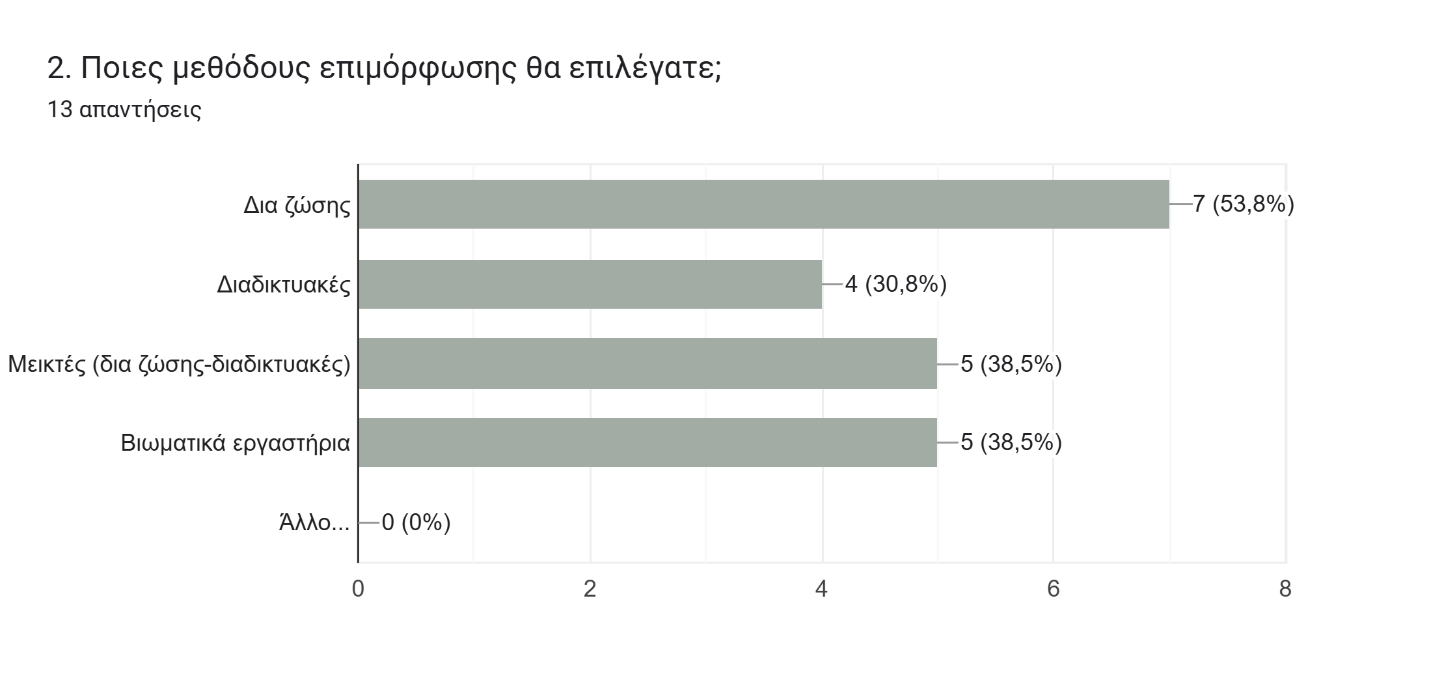 2. Ποιες μεθόδους επιμόρφωσης θα επιλέγατε;
13 απαντήσεις
Δια ζώσης 7 (53,8%)
Διαδικτυακές 4 (30,8%)
Μεικτές (δια ζώσης-διαδικτυακές) 5 (38,5%)
Βιωματικά εργαστήρια 5 (38,5%)
Άλλο... 0 (0%)
0 2 4 6 8